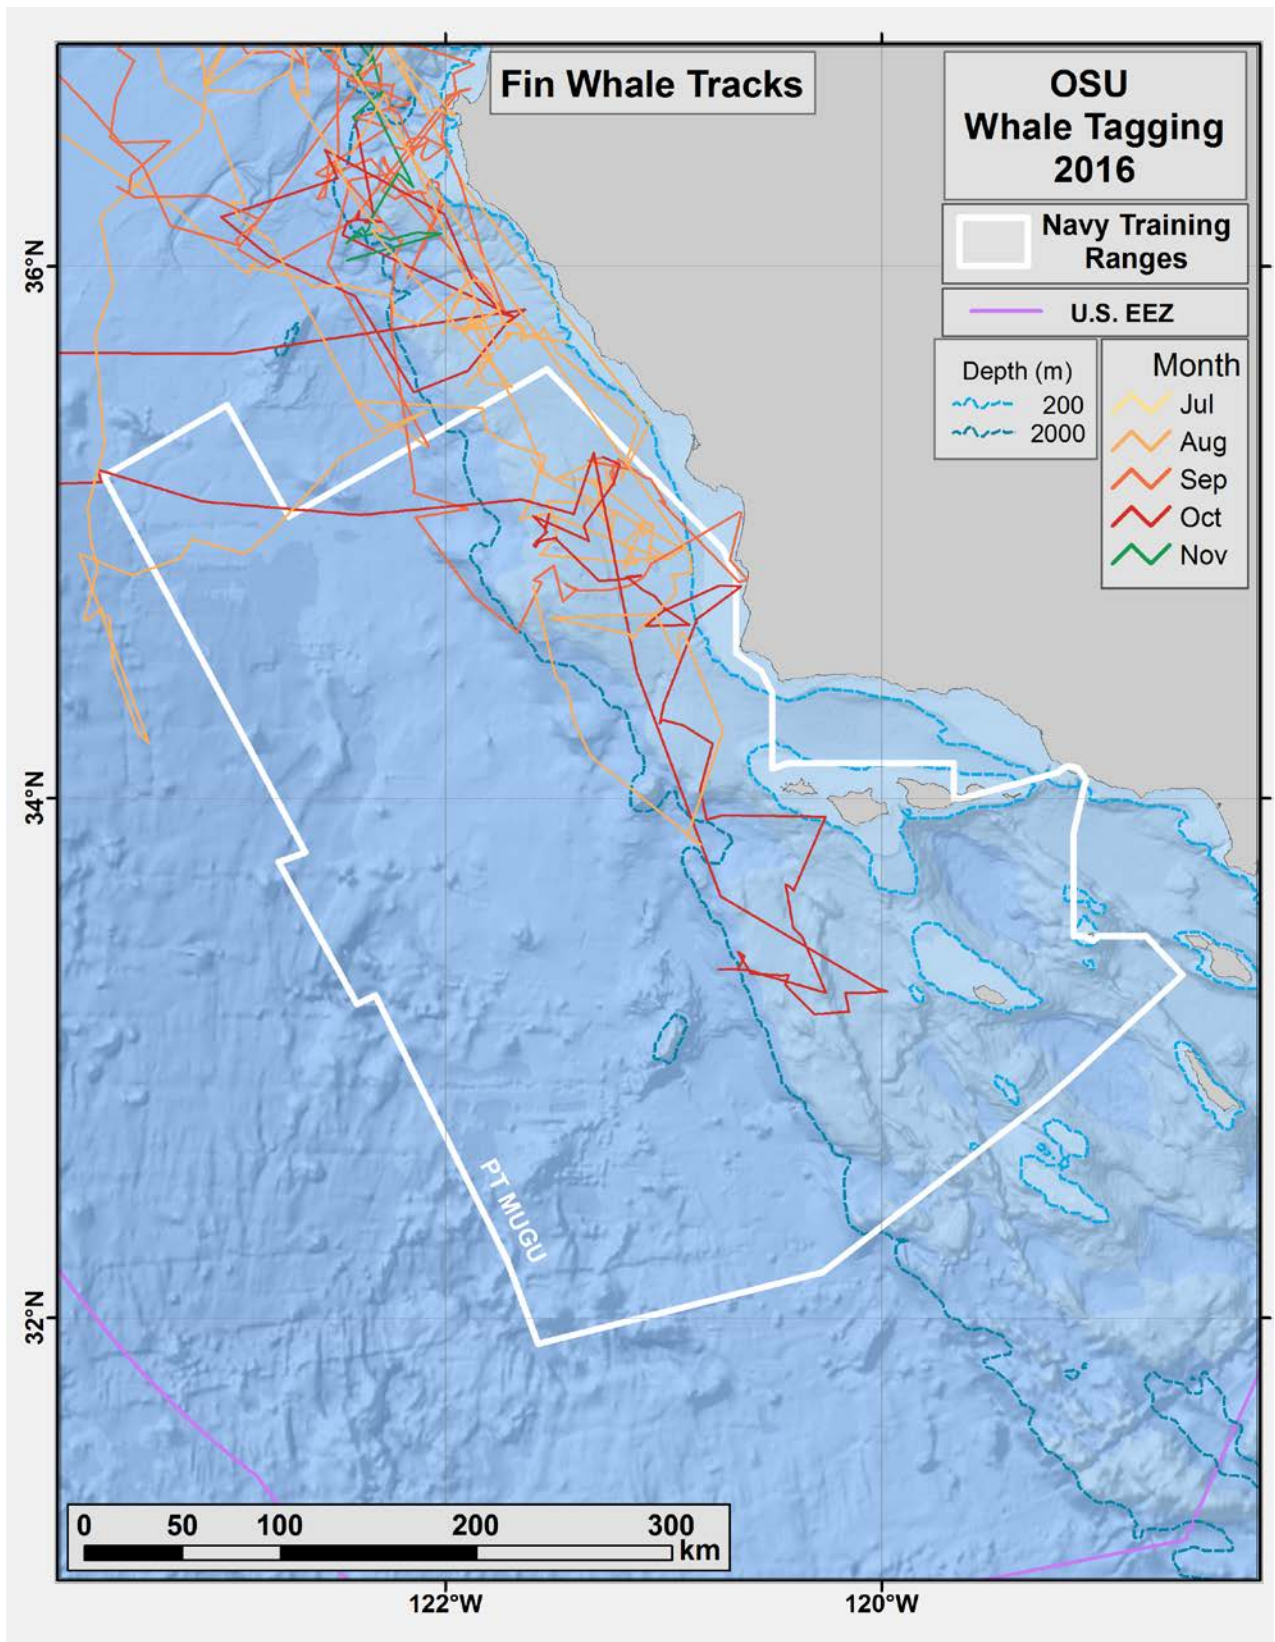 Fin Whale Tracks
OSU
Whale Tagging
2016
Navy Training
Ranges
U.S. EEZ
Depth (m)
200
2000
Month
Jul
Aug
Sep
Oct
Nov
36°N
34°N
32°N
PT MUGU
0 50 100 200 300
km
122°W 120°W